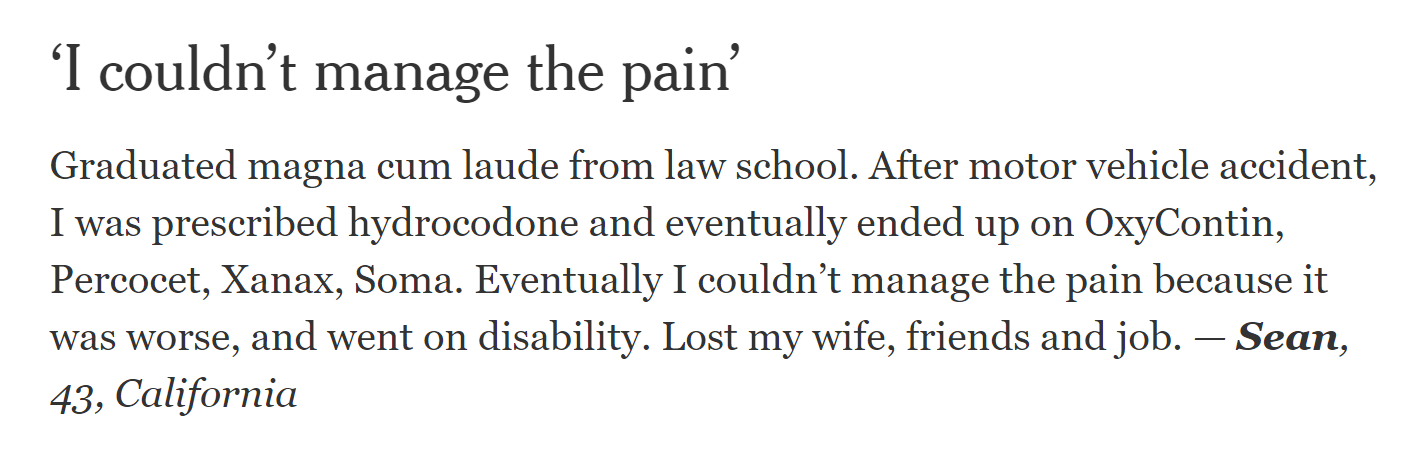 ‘I couldn’t manage the pain’
Graduated magna cum laude from law school. After motor vehicle accident,
I was prescribed hydrocodone and eventually ended up on OxyContin,
Percocet, Xanax, Soma. Eventually I couldn’t manage the pain because it
was worse, and went on disability. Lost my wife, friends and job. — Sean,
43, California